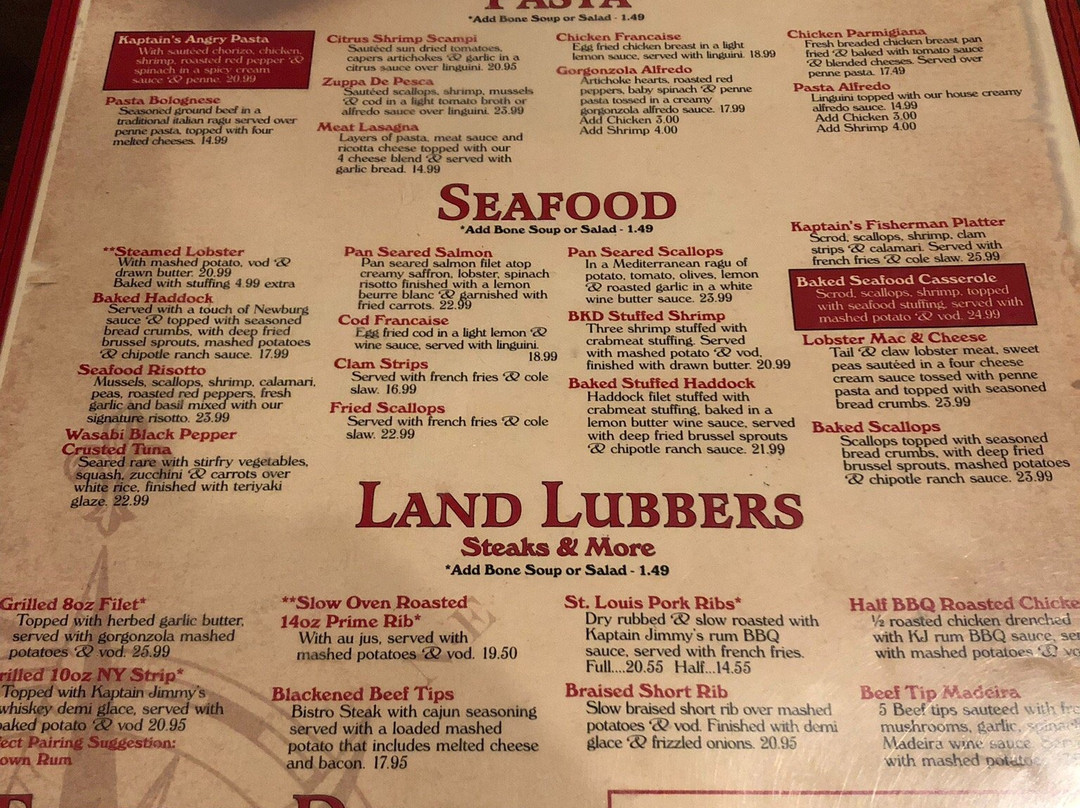 PASTA
*Add Bone Soup or Salad - 1.49
Kaptain's Angry Pasta
With sautéed chorizo, chicken,
shrimp, roasted red pepper &
spinach in a spicy cream
sauce & penne. 20.99
Pasta Bolognese
Seasoned ground beef in a
traditional italian ragu served over
penne pasta, topped with four
melted cheeses. 14.99
Citrus Shrimp Scampi
Sautéed sun dried tomatoes,
capers artichokes & garlic in a
citrus sauce over linguini. 20.95
Zuppa De Pesca
Sautéed scallops, shrimp, mussels
& cod in a light tomato broth or
alfredo sauce over linguini. 23.99
Meat Lasagna
Layers of pasta, meat sauce and
ricotta cheese topped with our
4 cheese blend & served with
garlic bread. 14.99
Chicken Francaise
Egg fried chicken breast in a light
lemon sauce, served with linguini. 18.99
Gorgonzola Alfredo
Artichoke hearts, roasted red
peppers, baby spinach & penne
pasta tossed in a creamy
gorgonzola alfredo sauce. 17.99
Add Chicken 3.00
Add Shrimp 4.00
Chicken Parmigiana
Fresh breaded chicken breast pan
fried & baked with tomato sauce
& blended cheeses. Served over
penne pasta. 17.49
Pasta Alfredo
Linguini topped with our house creamy
alfredo sauce. 14.99
Add Chicken 3.00
Add Shrimp 4.00
SEAFOOD
*Add Bone Soup or Salad - 1.49
**Steamed Lobster
With mashed potato, vod &
drawn butter. 20.99
Baked with stuffing 4.99 extra
Baked Haddock
Served with a touch of Newburg
sauce & topped with seasoned
bread crumbs, with deep fried
brussel sprouts, mashed potatoes
& chipotle ranch sauce. 17.99
Seafood Risotto
Mussels, scallops, shrimp, calamari,
peas, roasted red peppers, fresh
garlic and basil mixed with our
signature risotto. 23.99
Wasabi Black Pepper
Crusted Tuna
Seared rare with stirfry vegetables,
squash, zucchini & carrots over
white rice, finished with teriyaki
glaze. 22.99
Pan Seared Salmon
Pan seared salmon filet atop
creamy saffron, lobster, spinach
risotto finished with a lemon
beurre blanc & garnished with
fried carrots. 22.99
Cod Francaise
Egg fried cod in a light lemon &
wine sauce, served with linguini.
18.99
Clam Strips
Served with french fries & cole
slaw. 16.99
Fried Scallops
Served with french fries & cole
slaw. 22.99
Pan Seared Scallops
In a Mediterranean ragu of
potato, tomato, olives, lemon
& roasted garlic in a white
wine butter sauce. 23.99
BKD Stuffed Shrimp
Three shrimp stuffed with
crabmeat stuffing. Served
with mashed potato & vod,
finished with drawn butter. 20.99
Baked Stuffed Haddock
Haddock filet stuffed with
crabmeat stuffing, baked in a
lemon butter wine sauce, served
with deep fried brussel sprouts
& chipotle ranch sauce. 21.99
Kaptain's Fisherman Platter
Scrod, scallops, shrimp, clam
strips & calamari. Served with
french fries & cole slaw. 25.99
Baked Seafood Casserole
Scrod, scallops, shrimp, topped
with seafood stuffing, served with
mashed potato & vod. 24.99
Lobster Mac & Cheese
Tail & claw lobster meat, sweet
peas sautéed in a four cheese
cream sauce tossed with penne
pasta and topped with seasoned
bread crumbs. 23.99
Baked Scallops
Scallops topped with seasoned
bread crumbs, with deep fried
brussel sprouts, mashed potatoes
& chipotle ranch sauce. 23.99
LAND LUBBERS
Steaks & More
*Add Bone Soup or Salad - 1.49
Grilled 8oz Filet*
Topped with herbed garlic butter,
served with gorgonzola mashed
potatoes & vod. 25.99
rilled 10oz NY Strip*
Topped with Kaptain Jimmy's
whiskey demi glace, served with
baked potato & vod 20.95
fect Pairing Suggestion:
own Rum
**Slow Oven Roasted
14oz Prime Rib*
With au jus, served with
mashed potatoes & vod. 19.50
Blackened Beef Tips
Bistro Steak with cajun seasoning
served with a loaded mashed
potato that includes melted cheese
and bacon. 17.95
St. Louis Pork Ribs*
Dry rubbed & slow roasted with
Kaptain Jimmy's rum BBQ
sauce, served with french fries.
Full....20.55 Half...14.55
Braised Short Rib
Slow braised short rib over mashed
potatoes & vod. Finished with demi
glace & frizzled onions. 20.95
Half BBQ Roasted Chicke
½ roasted chicken drenched
with KJ rum BBQ sauce, ser
with mashed potatoes & vo
Beef Tip Madeira
5 Beef tips sauteed with fre
mushrooms, garlic, spinach
Madeira wine sauce.
with mashed potatoe